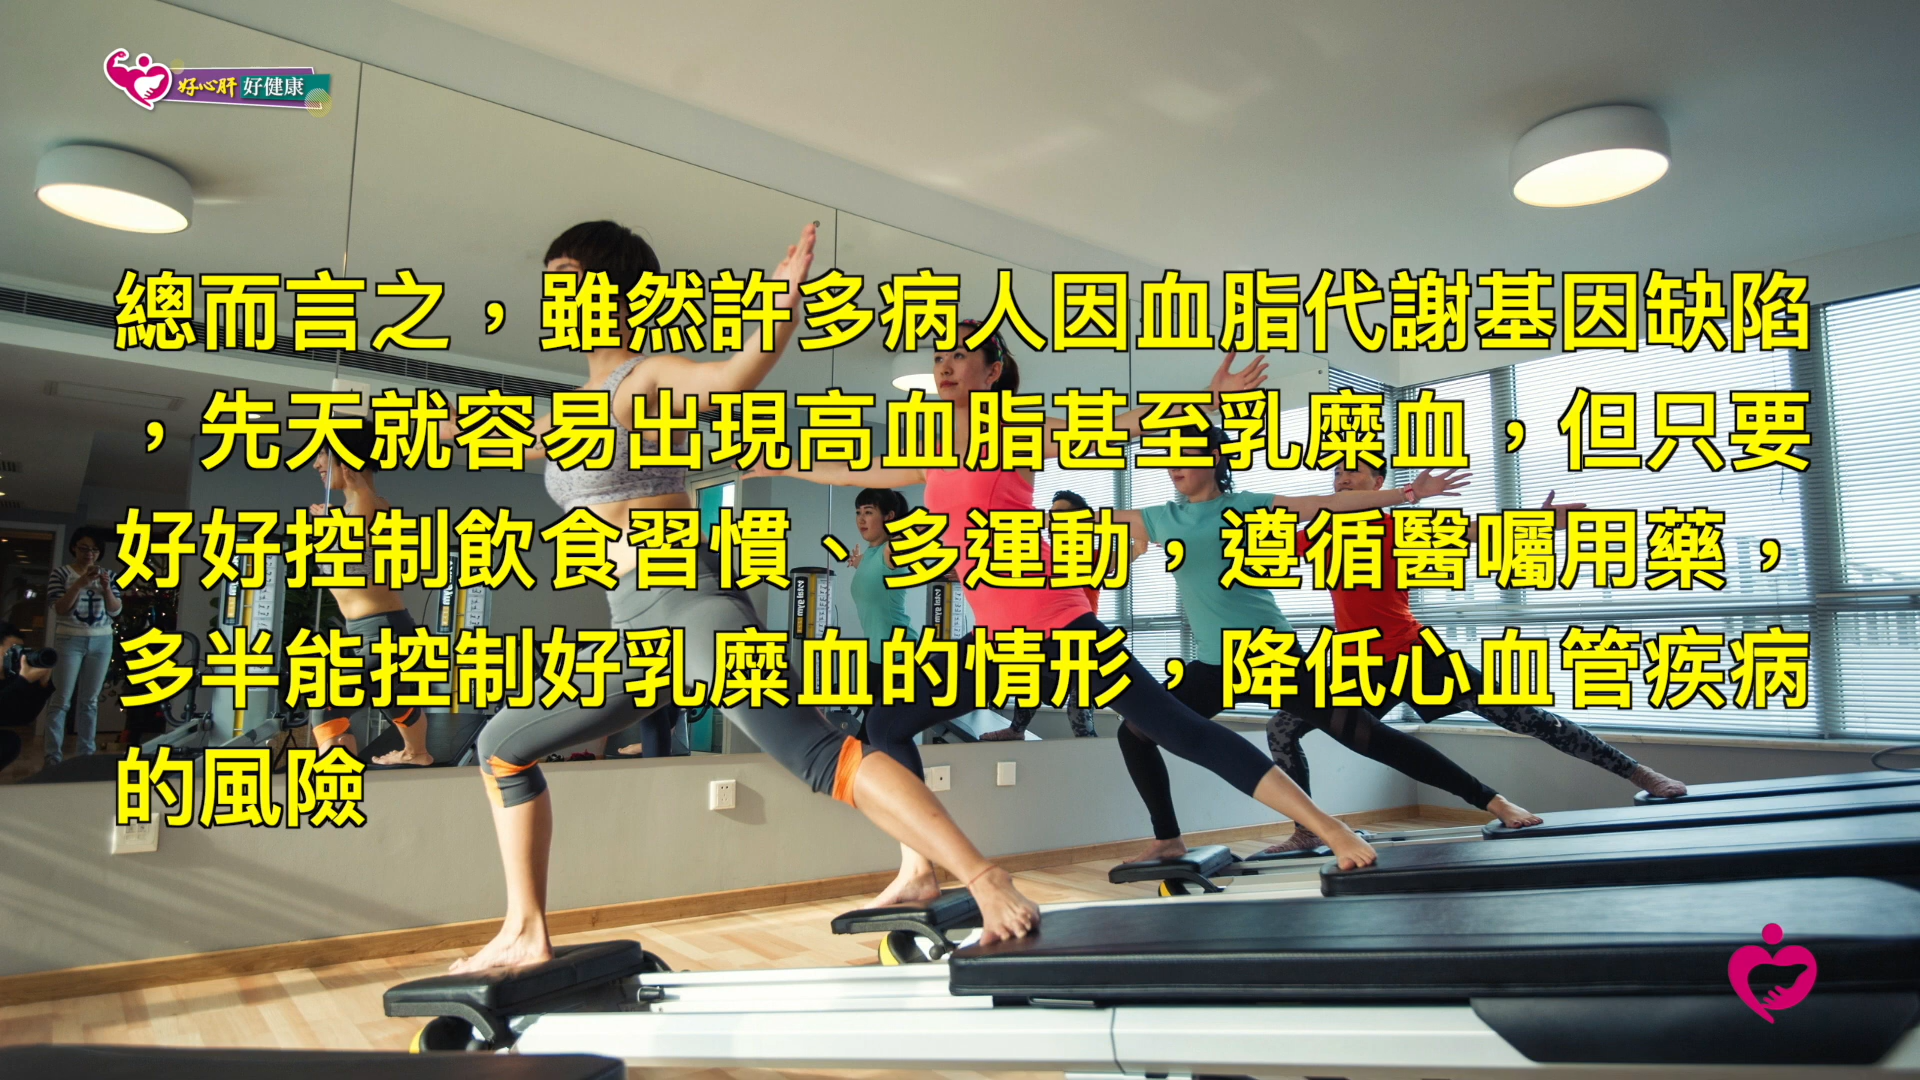 好心肝 好健康
總而言之，雖然許多病人因血脂代謝基因缺陷
，先天就容易出現高血脂甚至乳糜血，但只要
好好控制飲食習慣、多運動，遵循醫囑用藥，
多半能控制好乳糜血的情形，降低心血管疾病
的風險